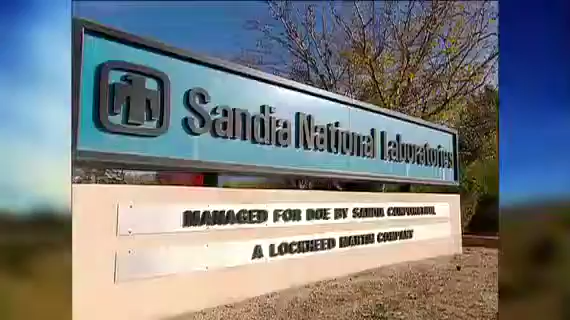 Sandia National Laboratories
MANAGED FOR DOE BY SANDIA CORPORATION
A LOCKHEED MARTIN COMPANY